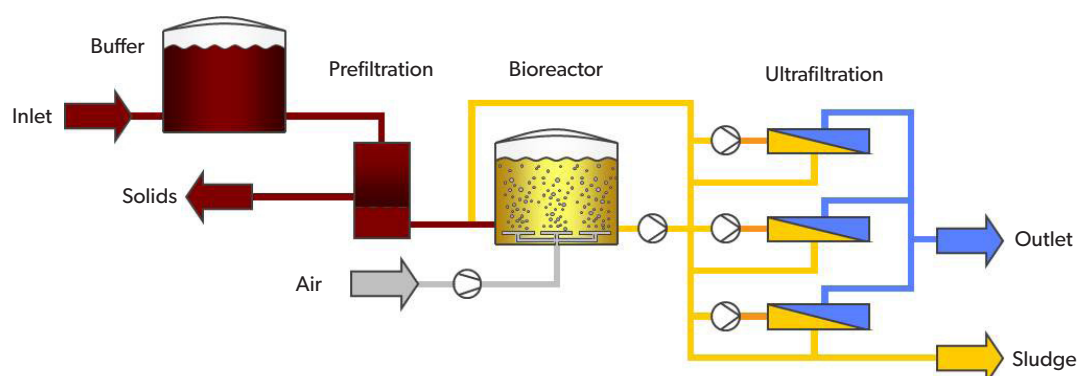 Buffer
Prefiltration
Bioreactor
Ultrafiltration
Inlet
Solids
Air
Outlet
Sludge